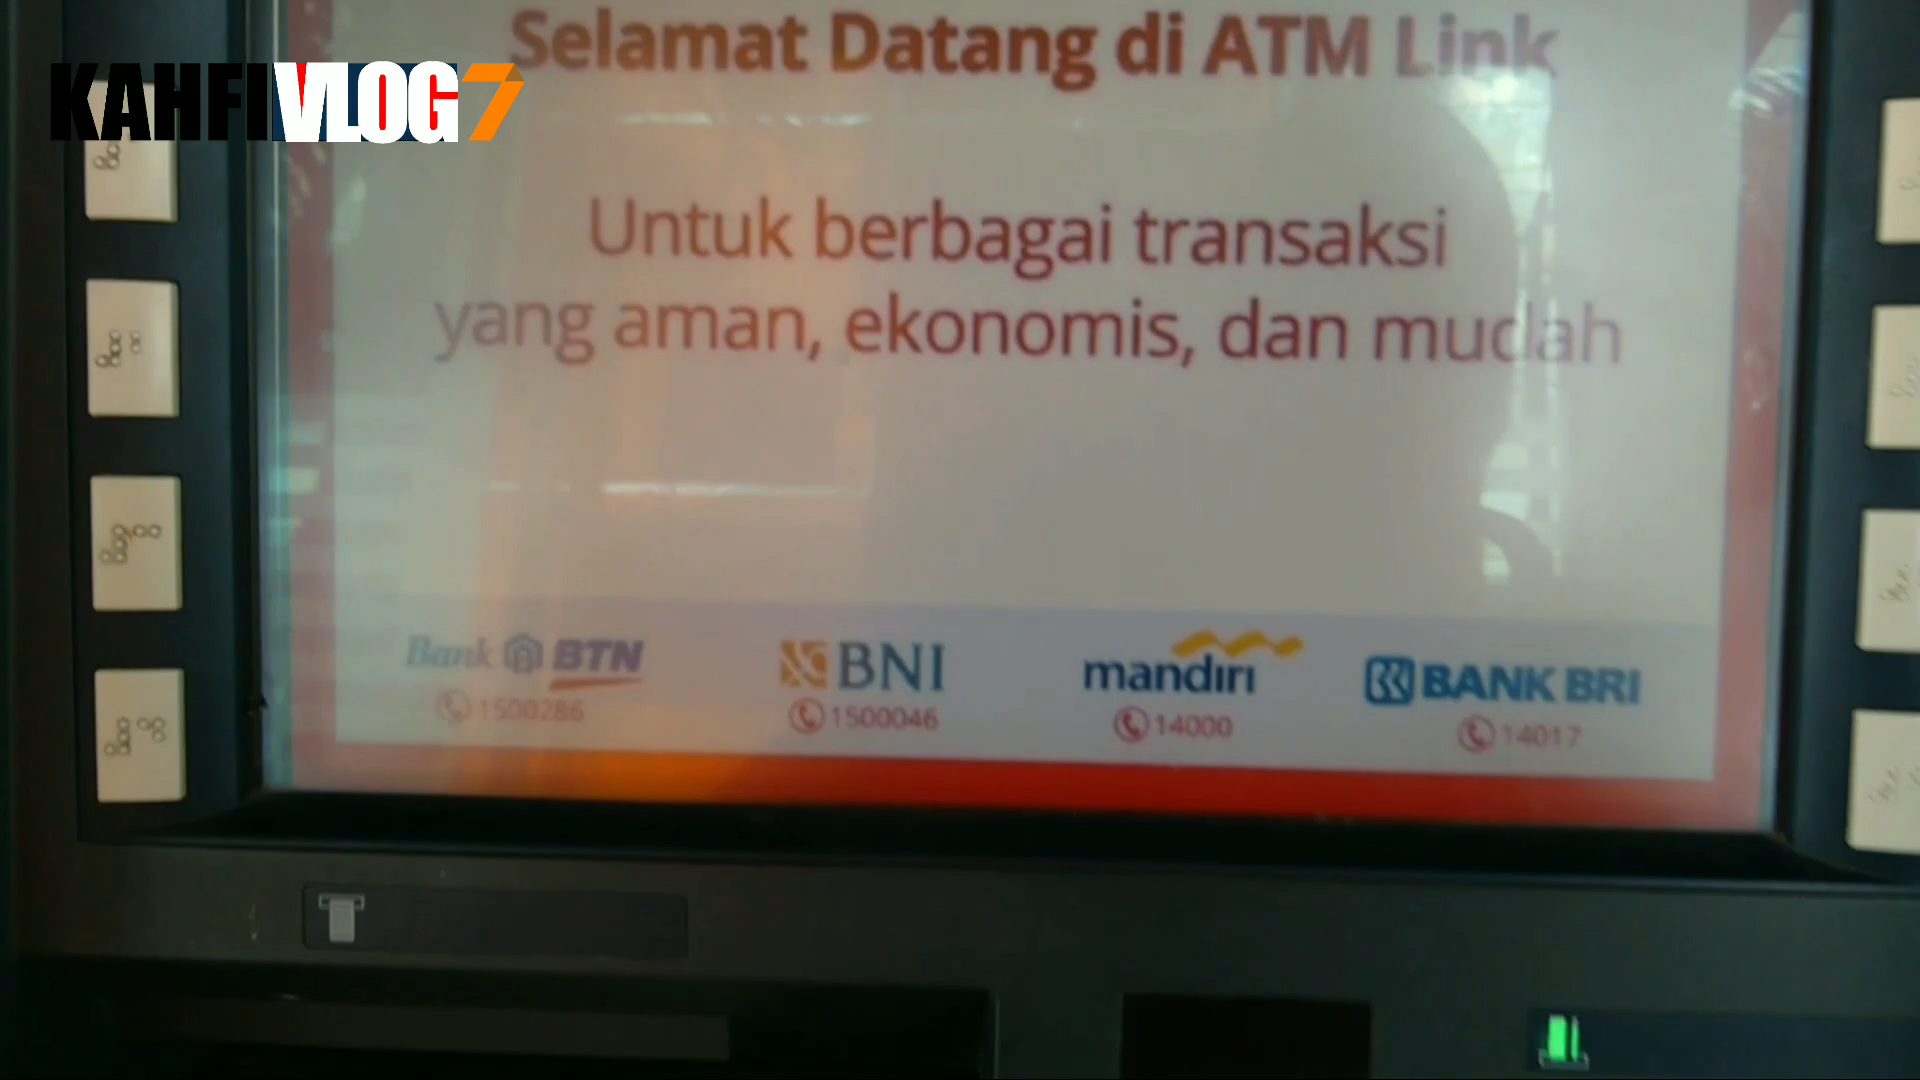 Selamat Datang di ATM Link
KAHFIVLOG7
Untuk berbagai transaksi
yang aman, ekonomis, dan mudah
Bank BTN
1500286
BNI
1500046
mandiri
14000
BANK BRI
14017